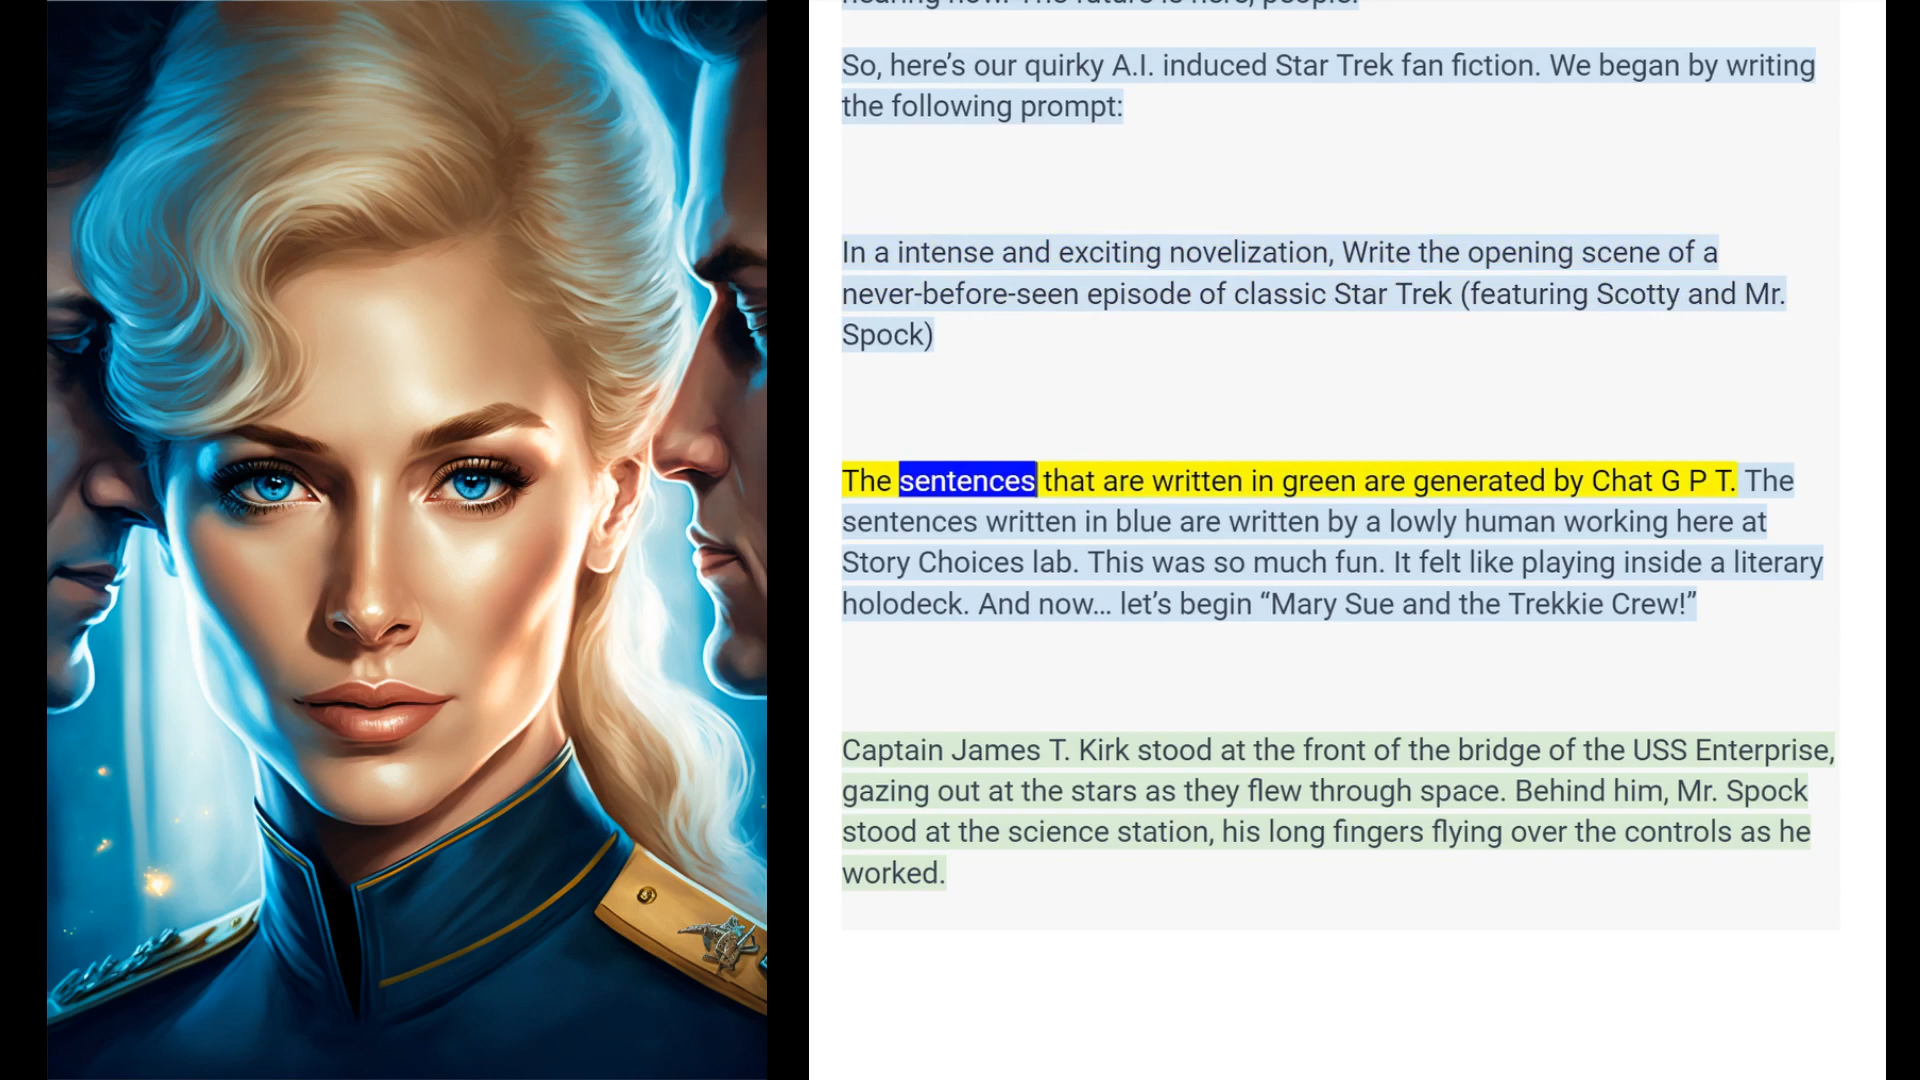 So, here’s our quirky A.I. induced Star Trek fan fiction. We began by writing
the following prompt:
In a intense and exciting novelization, Write the opening scene of a
never-before-seen episode of classic Star Trek (featuring Scotty and Mr.
Spock)
The sentences that are written in green are generated by Chat G P T. The
sentences written in blue are written by a lowly human working here at
Story Choices lab. This was so much fun. It felt like playing inside a literary
holodeck. And now… let’s begin “Mary Sue and the Trekkie Crew!”
Captain James T. Kirk stood at the front of the bridge of the USS Enterprise,
gazing out at the stars as they flew through space. Behind him, Mr. Spock
stood at the science station, his long fingers flying over the controls as he
worked.